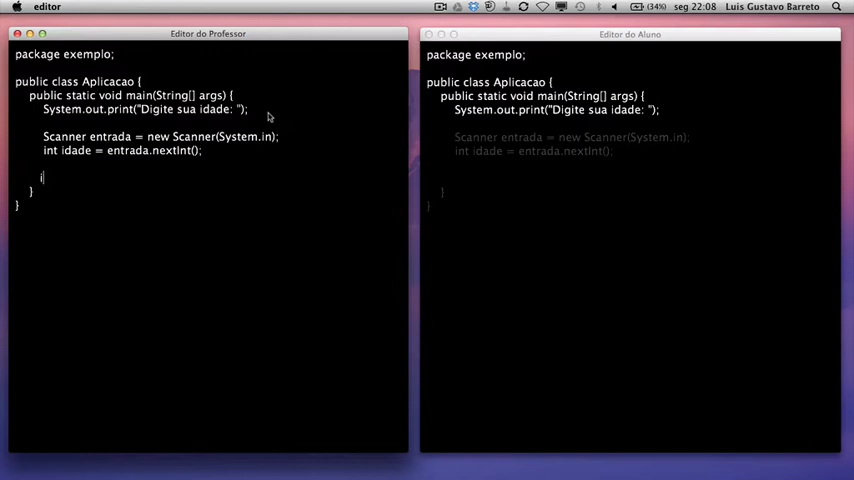 editor
(34%)
seg 22:08
Luis Gustavo Barreto
Editor do Professor
package exemplo;
public class Aplicacao {
public static void main(String[] args) {
System.out.print("Digite sua idade: ");
Scanner entrada = new Scanner(System.in);
int idade = entrada.nextInt();
i
}
}
Editor do Aluno
package exemplo;
public class Aplicacao {
public static void main(String[] args) {
System.out.print("Digite sua idade: ");
Scanner entrada = new Scanner(System.in);
int idade = entrada.nextInt();
}
}